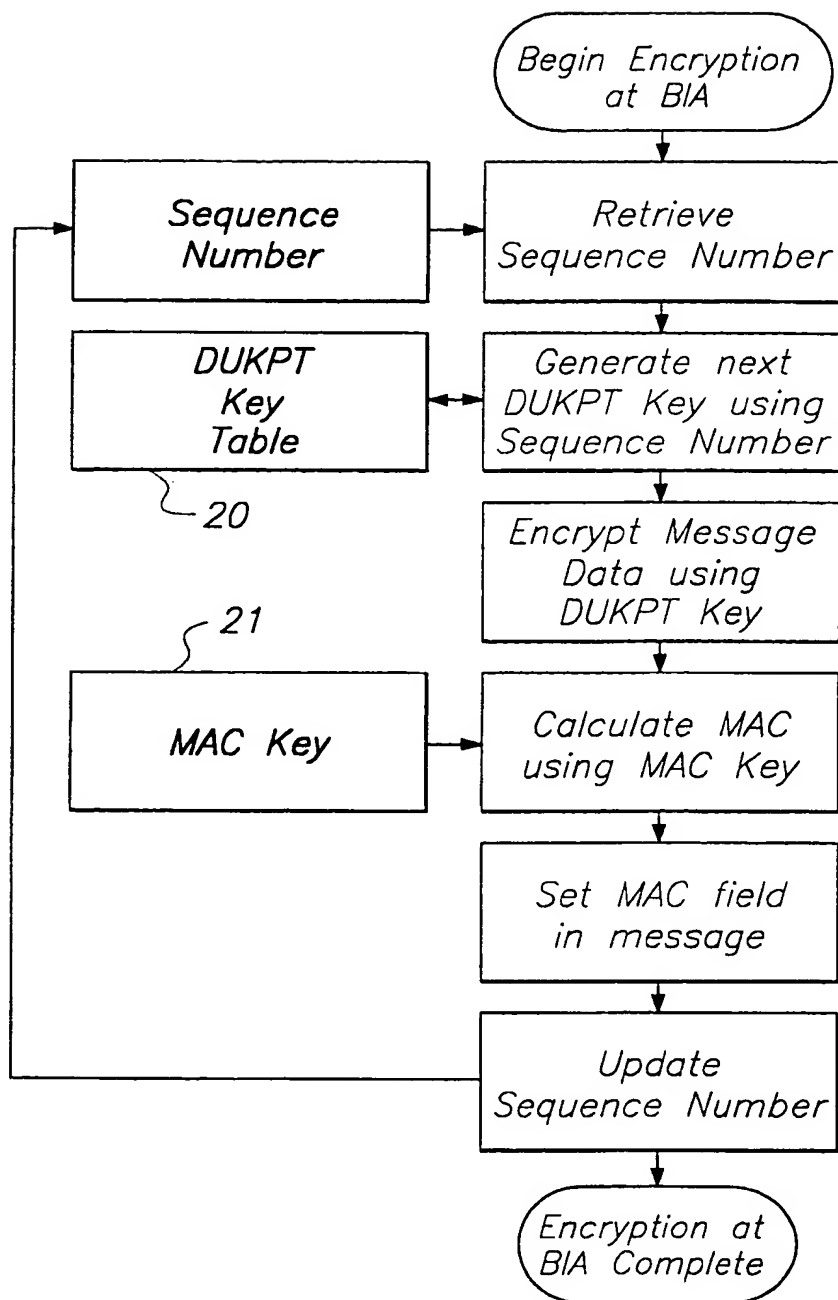 Begin Encryption
at BIA
Sequence
Number
Retrieve
Sequence Number
DUKPT
Key
Table
Generate next
DUKPT Key using
Sequence Number
20
Encrypt Message
Data using
DUKPT Key
21
MAC Key
Calculate MAC
using MAC Key
Set MAC field
in message
Update
Sequence Number
Encryption at
BIA Complete